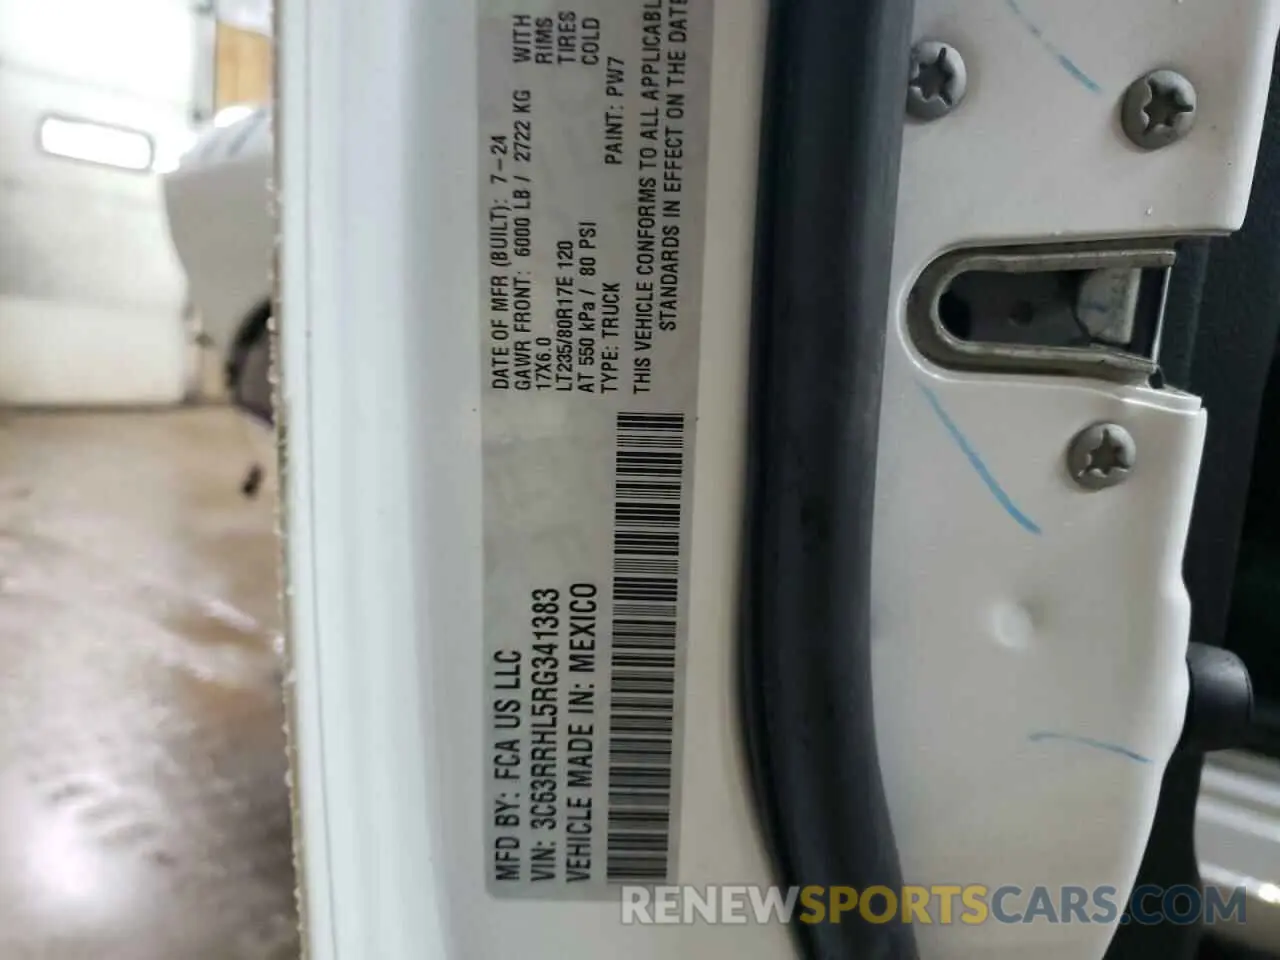 MFD BY: FCA US LLC
DATE OF MFR (BUILT): 7-24
GAWR FRONT: 6000 LB / 2722 KG WITH
17X6.0 RIMS
LT235/80R17E 120 TIRES
AT 550 kPa / 80 PSI COLD
VIN: 3C63RRHL5RG341383
TYPE: TRUCK PAINT: PW7
VEHICLE MADE IN: MEXICO
THIS VEHICLE CONFORMS TO ALL APPLICABL
STANDARDS IN EFFECT ON THE DATE
RENEWSPORTSCARS.COM